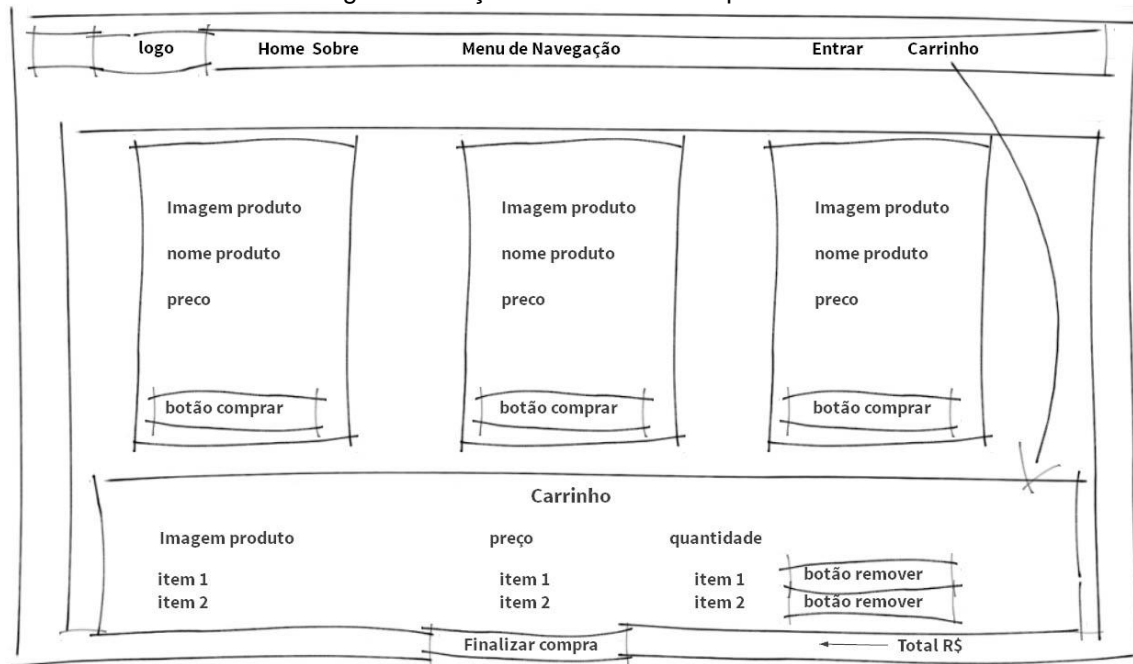 logo Home Sobre Menu de Navegação Entrar Carrinho
Imagem produto Imagem produto Imagem produto
nome produto nome produto nome produto
preco preco preco
botão comprar botão comprar botão comprar
Carrinho
Imagem produto preço quantidade
item 1 item 1 item 1 botão remover
item 2 item 2 item 2 botão remover
Finalizar compra Total R$